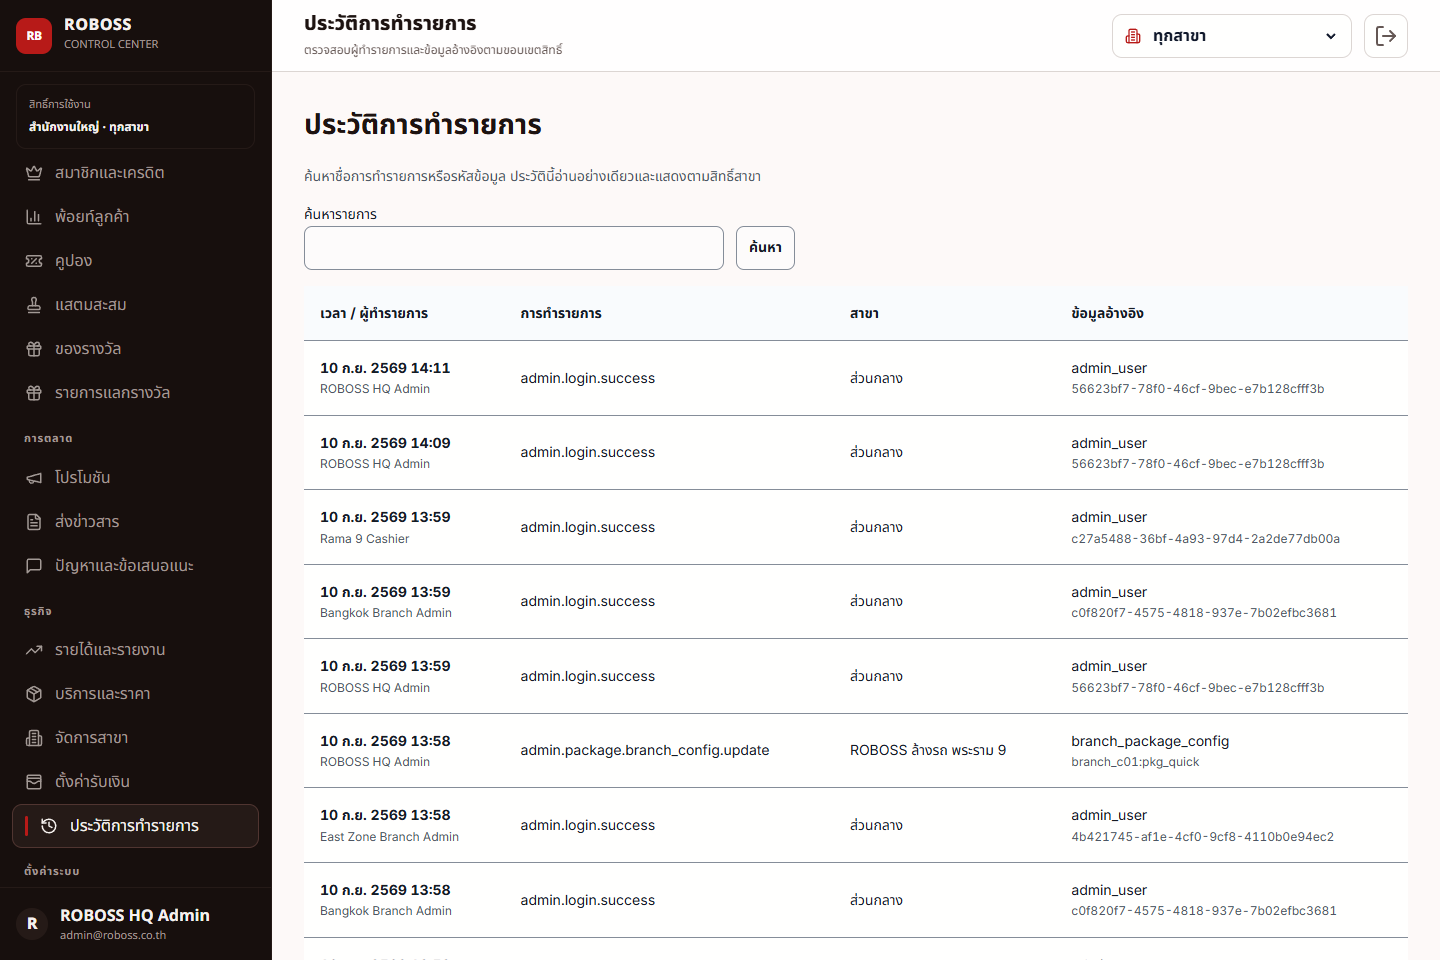 RB
ROBOSS
CONTROL CENTER
สิทธิ์การใช้งาน
สำนักงานใหญ่ · ทุกสาขา
สมาชิกและเครดิต
พ้อยท์ลูกค้า
คูปอง
แสตมสะสม
ของรางวัล
รายการแลกรางวัล
การตลาด
โปรโมชัน
ส่งข่าวสาร
ปัญหาและข้อเสนอแนะ
ธุรกิจ
รายได้และรายงาน
บริการและราคา
จัดการสาขา
ตั้งค่ารับเงิน
ประวัติการทำรายการ
ตั้งค่าระบบ
R
ROBOSS HQ Admin
admin@roboss.co.th
ประวัติการทำรายการ
ตรวจสอบผู้ทำรายการและข้อมูลอ้างอิงตามขอบเขตสิทธิ์
ทุกสาขา
ประวัติการทำรายการ
ค้นหาชื่อการทำรายการหรือรหัสข้อมูล ประวัตินี้อ่านอย่างเดียวและแสดงตามสิทธิ์สาขา
ค้นหารายการ
ค้นหา
เวลา / ผู้ทำรายการ การทำรายการ สาขา ข้อมูลอ้างอิง
10 ก.ย. 2569 14:11 admin.login.success ส่วนกลาง admin_user
ROBOSS HQ Admin 56623bf7-78f0-46cf-9bec-e7b128cfff3b
10 ก.ย. 2569 14:09 admin.login.success ส่วนกลาง admin_user
ROBOSS HQ Admin 56623bf7-78f0-46cf-9bec-e7b128cfff3b
10 ก.ย. 2569 13:59 admin.login.success ส่วนกลาง admin_user
Rama 9 Cashier c27a5488-36bf-4a93-97d4-2a2de77db00a
10 ก.ย. 2569 13:59 admin.login.success ส่วนกลาง admin_user
Bangkok Branch Admin c0f820f7-4575-4818-937e-7b02efbc3681
10 ก.ย. 2569 13:59 admin.login.success ส่วนกลาง admin_user
ROBOSS HQ Admin 56623bf7-78f0-46cf-9bec-e7b128cfff3b
10 ก.ย. 2569 13:58 admin.package.branch_config.update ROBOSS ล้างรถ พระราม 9 branch_package_config
ROBOSS HQ Admin branch_c01:pkg_quick
10 ก.ย. 2569 13:58 admin.login.success ส่วนกลาง admin_user
East Zone Branch Admin 4b421745-af1e-4cf0-9cf8-4110b0e94ec2
10 ก.ย. 2569 13:58 admin.login.success ส่วนกลาง admin_user
Bangkok Branch Admin c0f820f7-4575-4818-937e-7b02efbc3681